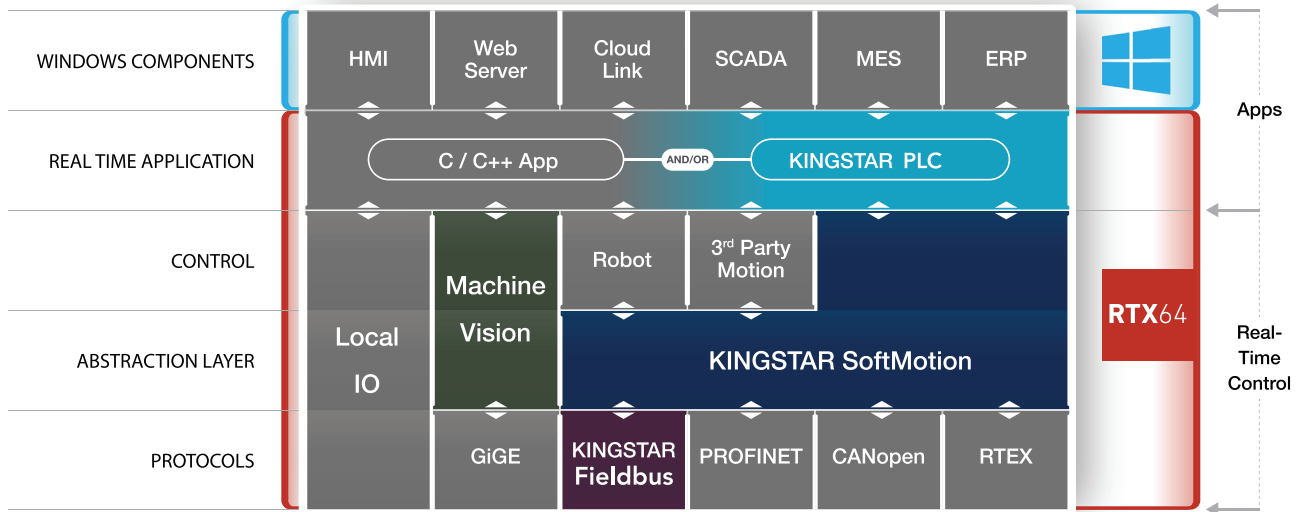 WINDOWS COMPONENTS
HMI
Web
Server
Cloud
Link
SCADA
MES
ERP
Apps
REAL TIME APPLICATION
C / C++ App
AND/OR
KINGSTAR PLC
CONTROL
Machine
Vision
Robot
3rd Party
Motion
RTX64
ABSTRACTION LAYER
Local
IO
KINGSTAR SoftMotion
Real-
Time
Control
PROTOCOLS
GiGE
KINGSTAR
Fieldbus
PROFINET
CANopen
RTEX